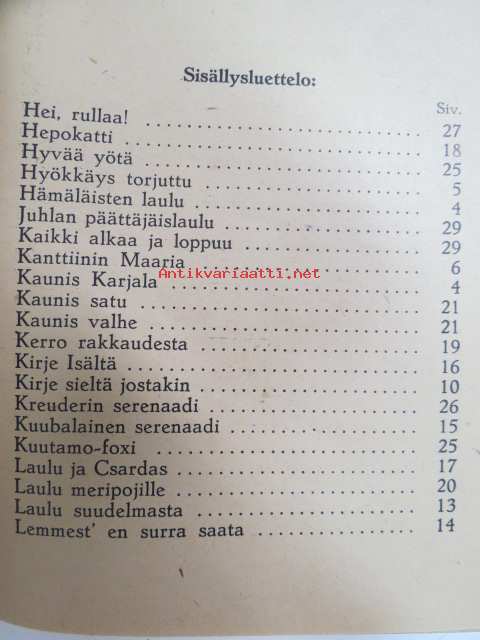 Sisällysluettelo:
Siv.
Hei, rullaa! 27
Hepokatti 18
Hyvää yötä 25
Hyökkäys torjuttu 5
Hämäläisten laulu 4
Juhlan päättäjäislaulu 29
Kaikki alkaa ja loppuu 29
Kanttiinin Maaria 6
Antikvariaatti.net
Kaunis Karjala 4
Kaunis satu 21
Kaunis valhe 21
Kerro rakkaudesta 19
Kirje Isältä 16
Kirje sieltä jostakin 10
Kreuderin serenaadi 26
Kuubalainen serenaadi 15
Kuutamo-foxi 25
Laulu ja Csardas 17
Laulu meripojille 20
Laulu suudelmasta 13
Lemmest' en surra saata 14